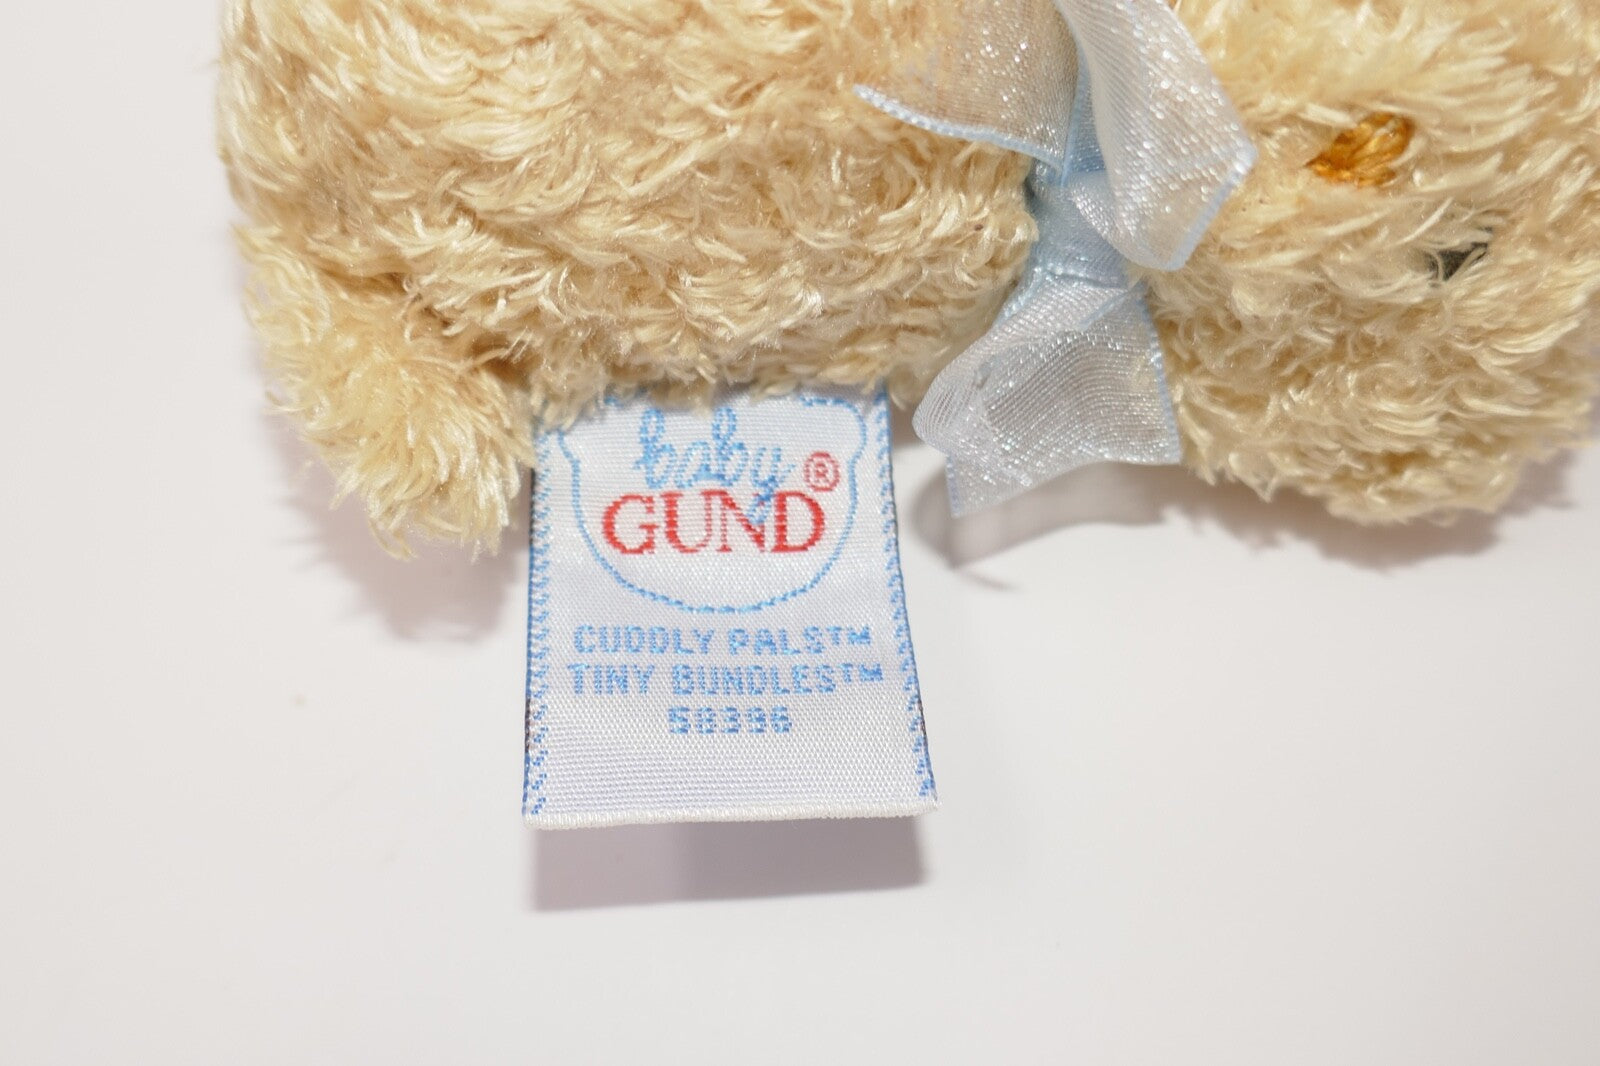 baby
GUND®
CUDDLY PALS™
TINY BUNDLES™
58396